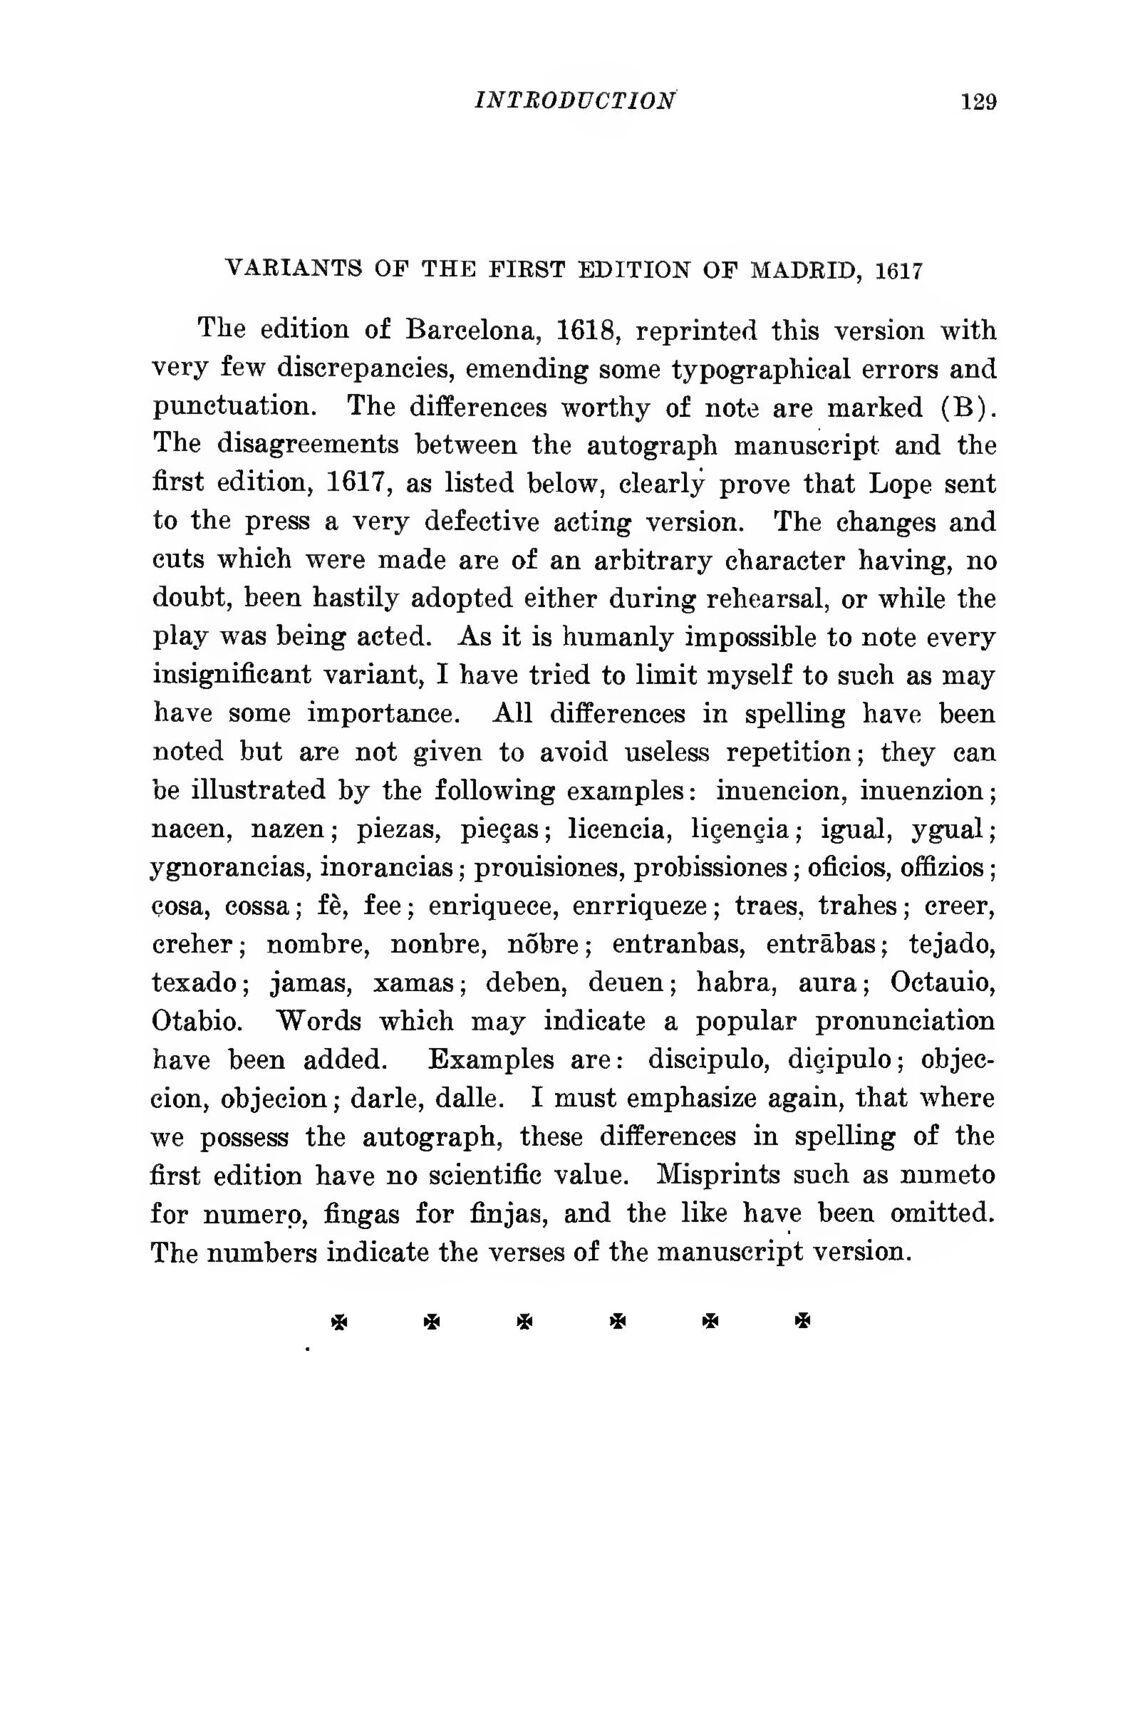 INTRODUCTION 129
VARIANTS OF THE FIRST EDITION OF MADRID, 1617
The edition of Barcelona, 1618, reprinted this version with
very few discrepancies, emending some typographical errors and
punctuation. The differences worthy of note are marked (B).
The disagreements between the autograph manuscript and the
first edition, 1617, as listed below, clearly prove that Lope sent
to the press a very defective acting version. The changes and
cuts which were made are of an arbitrary character having, no
doubt, been hastily adopted either during rehearsal, or while the
play was being acted. As it is humanly impossible to note every
insignificant variant, I have tried to limit myself to such as may
have some importance. All differences in spelling have been
noted but are not given to avoid useless repetition; they can
be illustrated by the following examples: inuencion, inuenzion;
nacen, nazen; piezas, pieças; licencia, liçençia; igual, ygual;
ygnorancias, inorancias; prouisiones, probissiones; oficios, offizios;
cosa, cossa; fè, fee; enriquece, enrriqueze; traes, trahes; creer,
creher; nombre, nonbre, nõbre; entranbas, entrābas; tejado,
texado; jamas, xamas; deben, deuen; habra, aura; Octauio,
Otabio. Words which may indicate a popular pronunciation
have been added. Examples are: discipulo, diçipulo; objec-
cion, objecion; darle, dalle. I must emphasize again, that where
we possess the autograph, these differences in spelling of the
first edition have no scientific value. Misprints such as numeto
for numero, fingas for finjas, and the like have been omitted.
The numbers indicate the verses of the manuscript version.